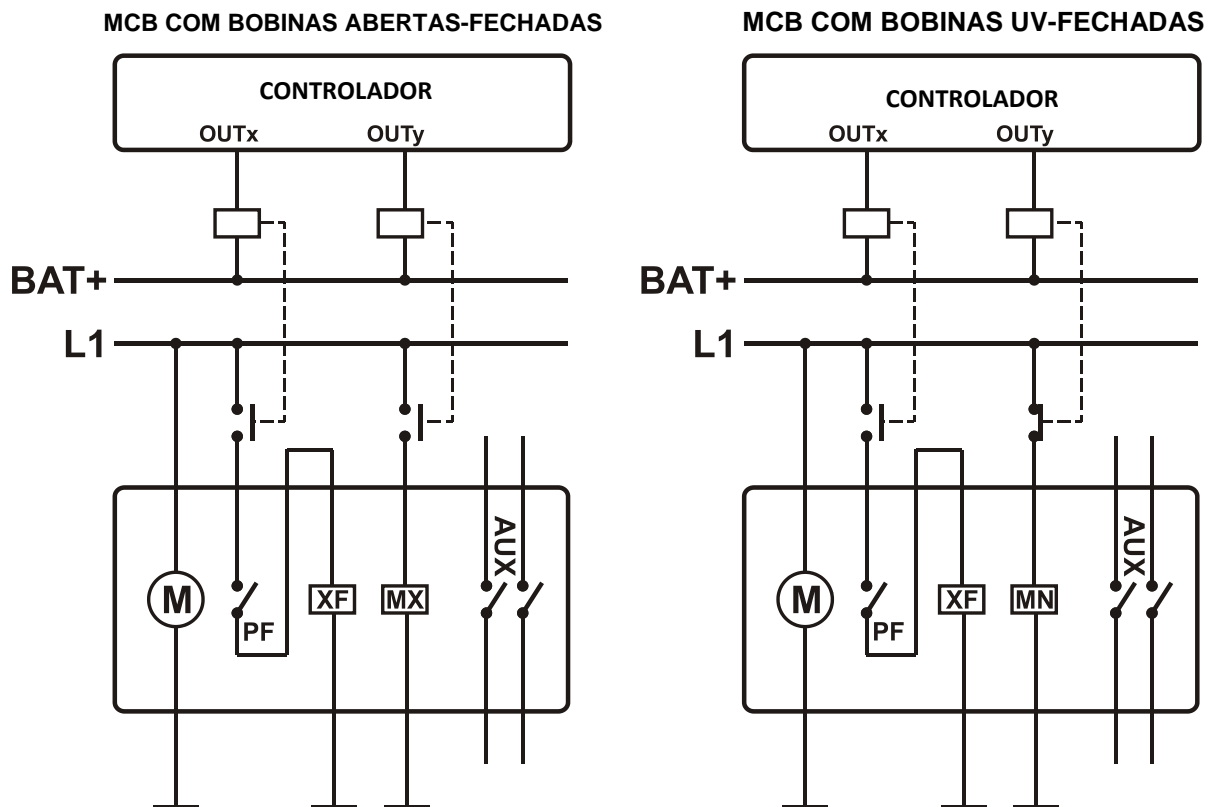 MCB COM BOBINAS ABERTAS-FECHADAS
CONTROLADOR
OUTx OUTy
BAT+
L1
M
PF
XF
MX
AUX
MCB COM BOBINAS UV-FECHADAS
CONTROLADOR
OUTx OUTy
BAT+
L1
M
PF
XF
MN
AUX